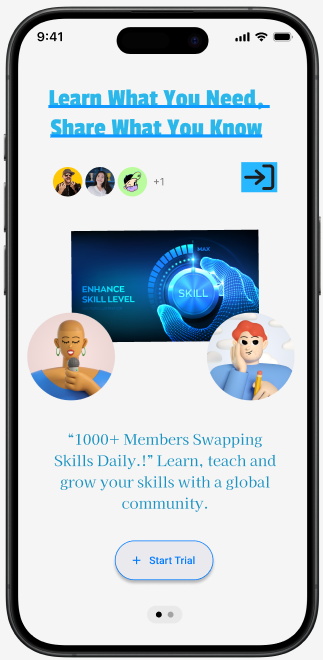 9:41
Learn What You Need,
Share What You Know
+1
MAX
ENHANCE
SKILL LEVEL
SKILL
“1000+ Members Swapping
Skills Daily.!” Learn, teach and
grow your skills with a global
community.
+ Start Trial